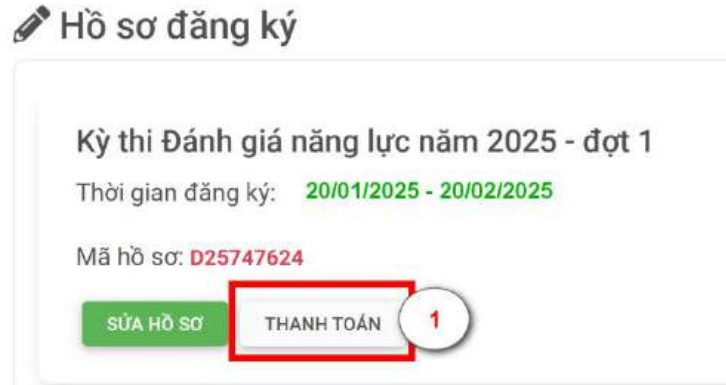 Hồ sơ đăng ký
Kỳ thi Đánh giá năng lực năm 2025 - đợt 1
Thời gian đăng ký: 20/01/2025 - 20/02/2025
Mã hồ sơ: D25747624
SỬA HỒ SƠ THANH TOÁN 1